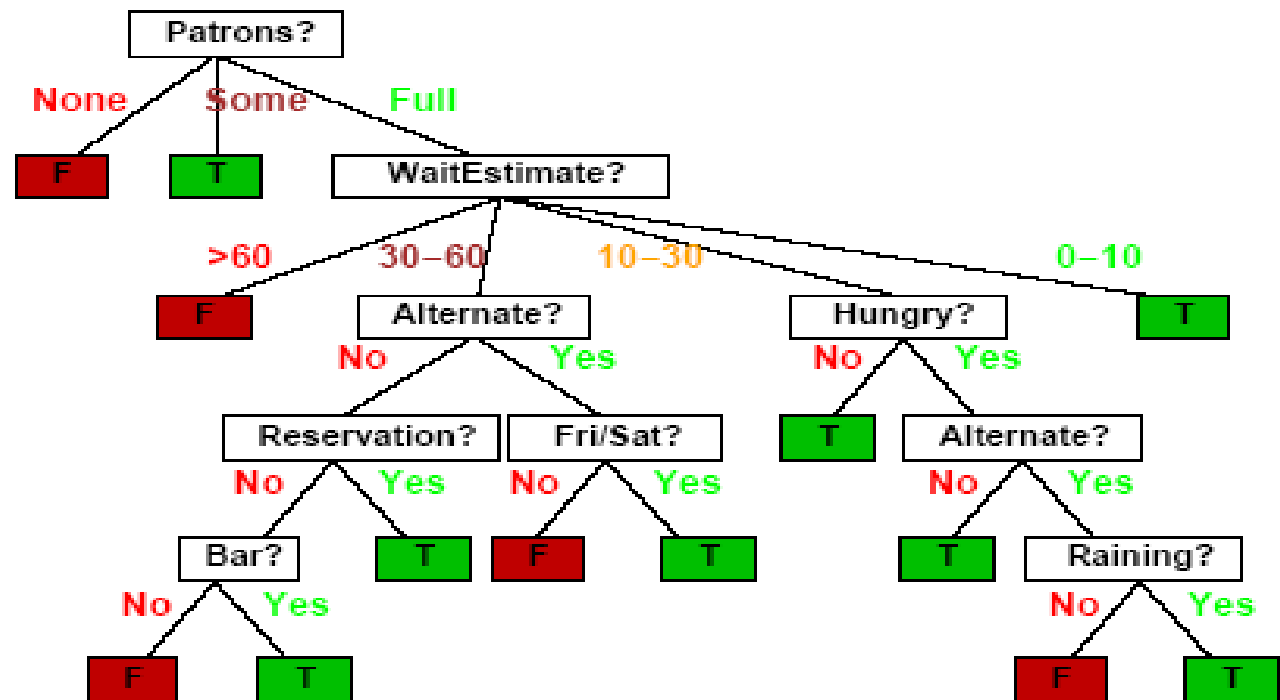 Patrons?
None Some Full
F T WaitEstimate?
>60 30–60 10–30 0–10
F Alternate? Hungry? T
No Yes No Yes
Reservation? Fri/Sat? T Alternate?
No Yes No Yes No Yes
Bar? T F T T Raining?
No Yes No Yes
F T F T